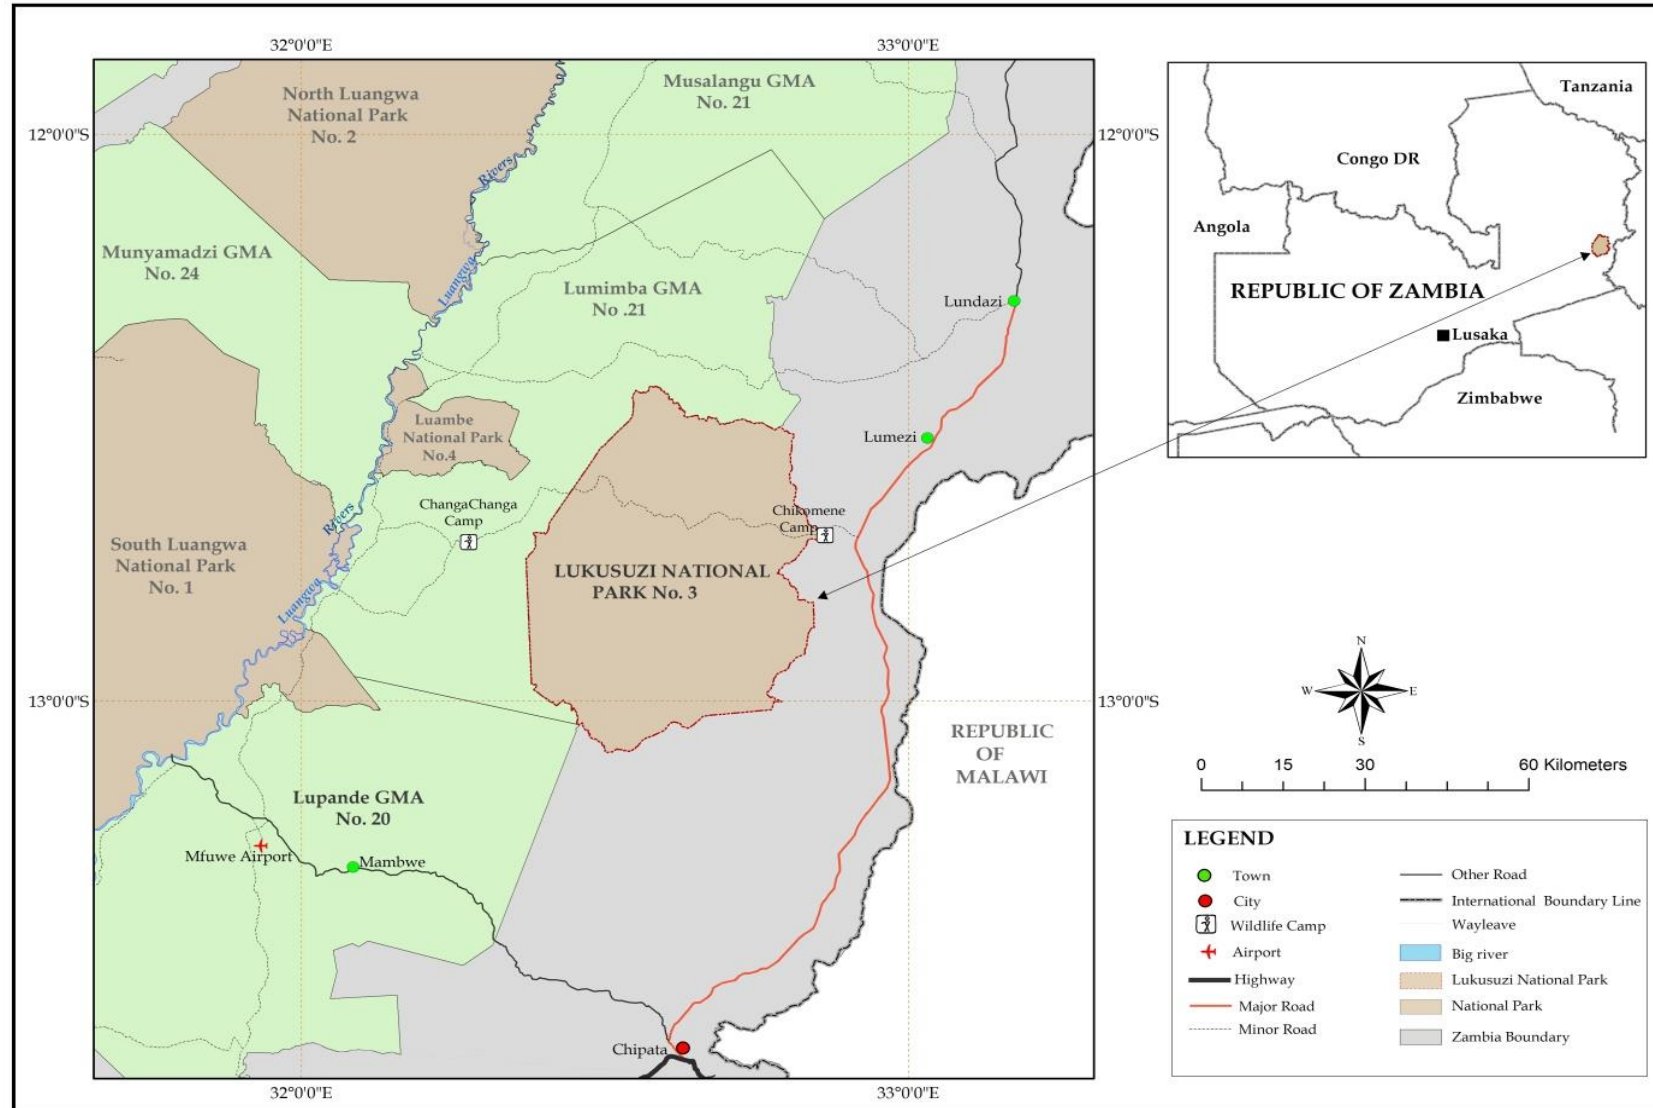 32°0'0"E
33°0'0"E
12°0'0"S
12°0'0"S
13°0'0"S
13°0'0"S
32°0'0"E
33°0'0"E
North Luangwa
National Park
No. 2
Musalangu GMA
No. 21
Rivers
Munyamadzi GMA
No. 24
Luangwa
Lumimba GMA
No .21
Lundazi
Luambe
National Park
No.4
Lumezi
ChangaChanga
Camp
Chikomene
Camp
Rivers
South Luangwa
National Park
No. 1
LUKUSUZI NATIONAL
PARK No. 3
Luangwa
REPUBLIC
OF
MALAWI
Lupande GMA
No. 20
Mfuwe Airport
Mambwe
Chipata
Tanzania
Congo DR
Angola
REPUBLIC OF ZAMBIA
Lusaka
Zimbabwe
N
W
E
S
0 15 30 60 Kilometers
LEGEND
Town
City
Wildlife Camp
Airport
Highway
Major Road
Minor Road
Other Road
International Boundary Line
Wayleave
Big river
Lukusuzi National Park
National Park
Zambia Boundary